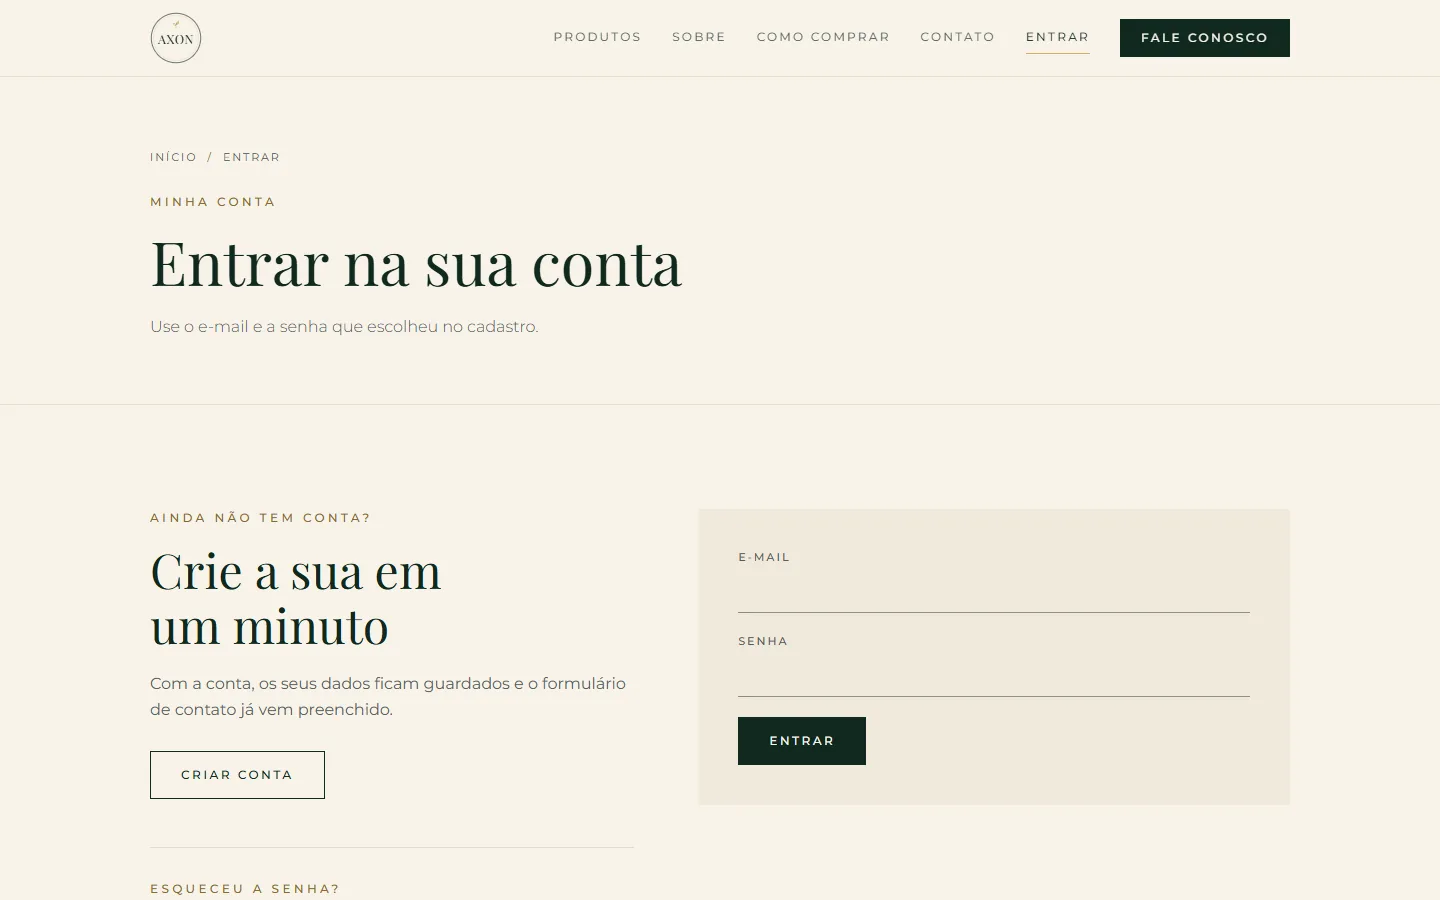 AXON
PRODUTOS
SOBRE
COMO COMPRAR
CONTATO
ENTRAR
FALE CONOSCO
INÍCIO / ENTRAR
MINHA CONTA
Entrar na sua conta
Use o e-mail e a senha que escolheu no cadastro.
AINDA NÃO TEM CONTA?
Crie a sua em
um minuto
Com a conta, os seus dados ficam guardados e o formulário
de contato já vem preenchido.
CRIAR CONTA
ESQUECEU A SENHA?
E-MAIL
SENHA
ENTRAR